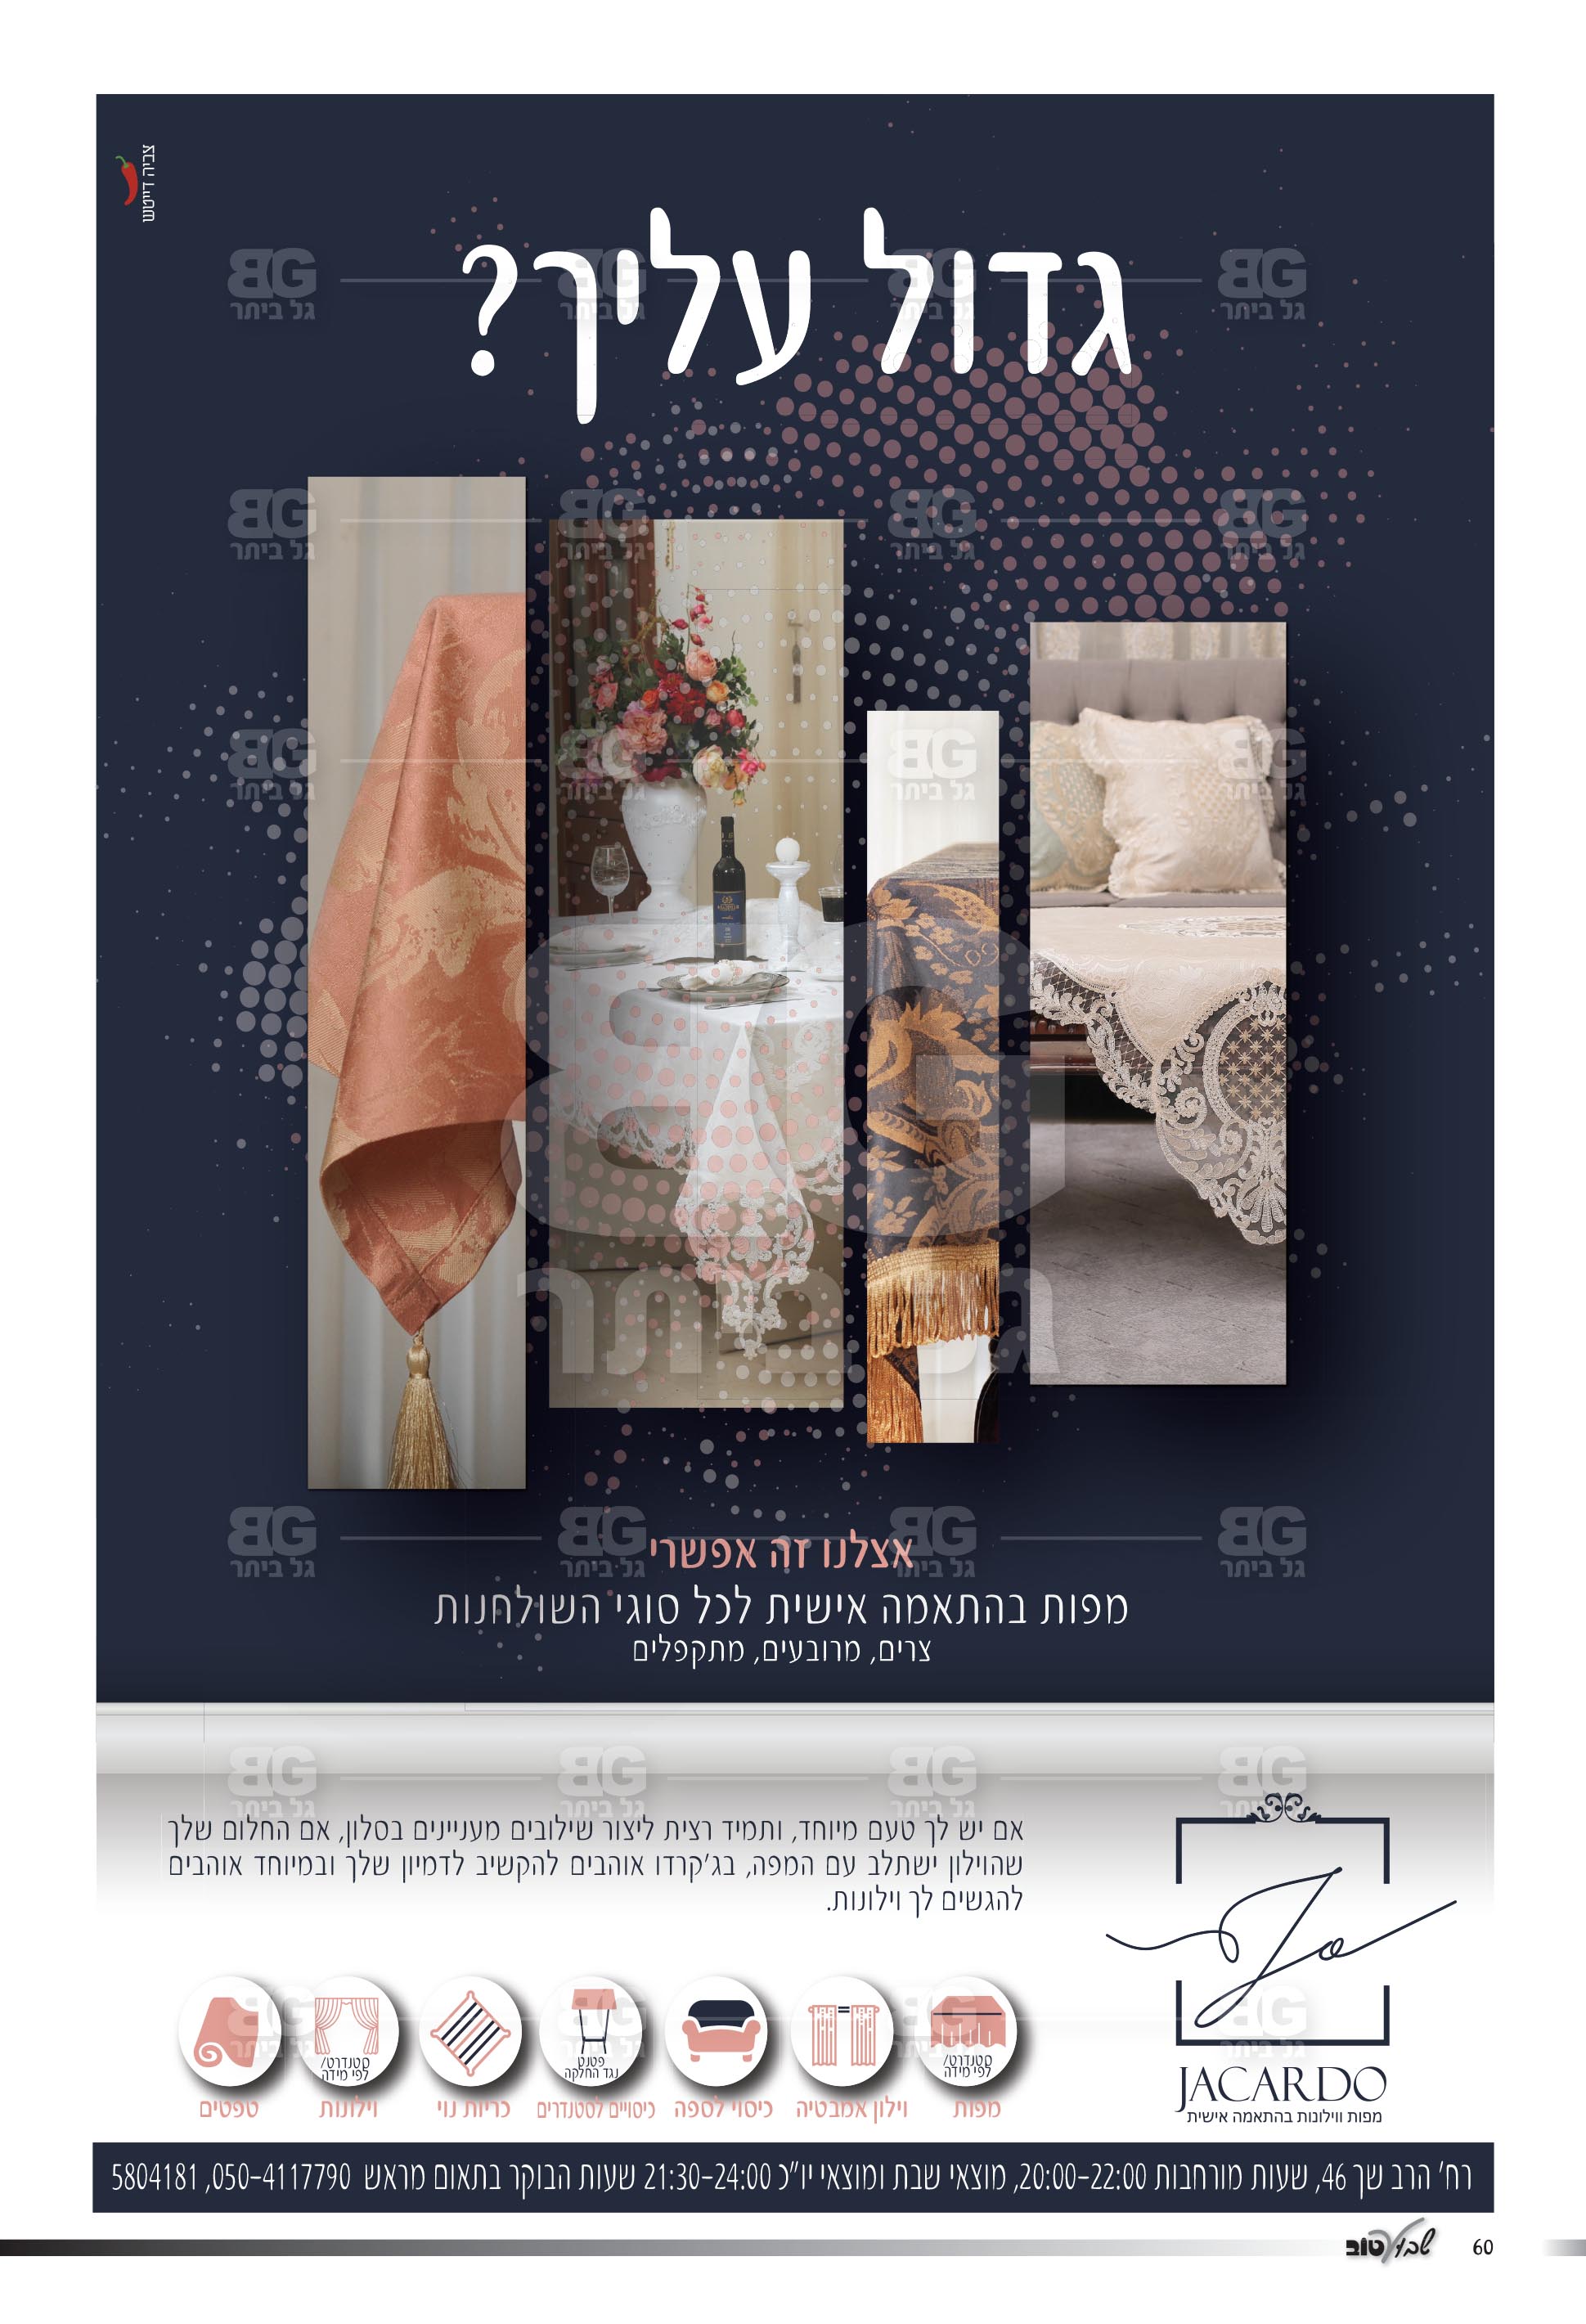 צביה דייטש
גדול עליך?
אצלנו זה אפשרי
מפות בהתאמה אישית לכל סוגי השולחנות
צרים, מרובעים, מתקפלים
אם יש לך טעם מיוחד, ותמיד רצית ליצור שילובים מעניינים בסלון, אם החלום שלך
שהוילון ישתלב עם המפה, בג'קרדו אוהבים להקשיב לדמיון שלך ובמיוחד אוהבים
להגשים לך וילונות.
Jo
JACARDO
מפות ווילונות בהתאמה אישית
סטנדרט/
לפי מידה
מפות
וילון אמבטיה
כיסוי לספה
פטנט
נגד החלקה
כיסויים לסטנדרים
כריות נוי
סטנדרט/
לפי מידה
וילונות
טפטים
רח' הרב שך 46, שעות מורחבות 20:00-22:00, מוצאי שבת ומוצאי יו"כ 21:30-24:00 שעות הבוקר בתאום מראש 050-4117790, 5804181
60 שבוע טוב
BG
גל ביתר